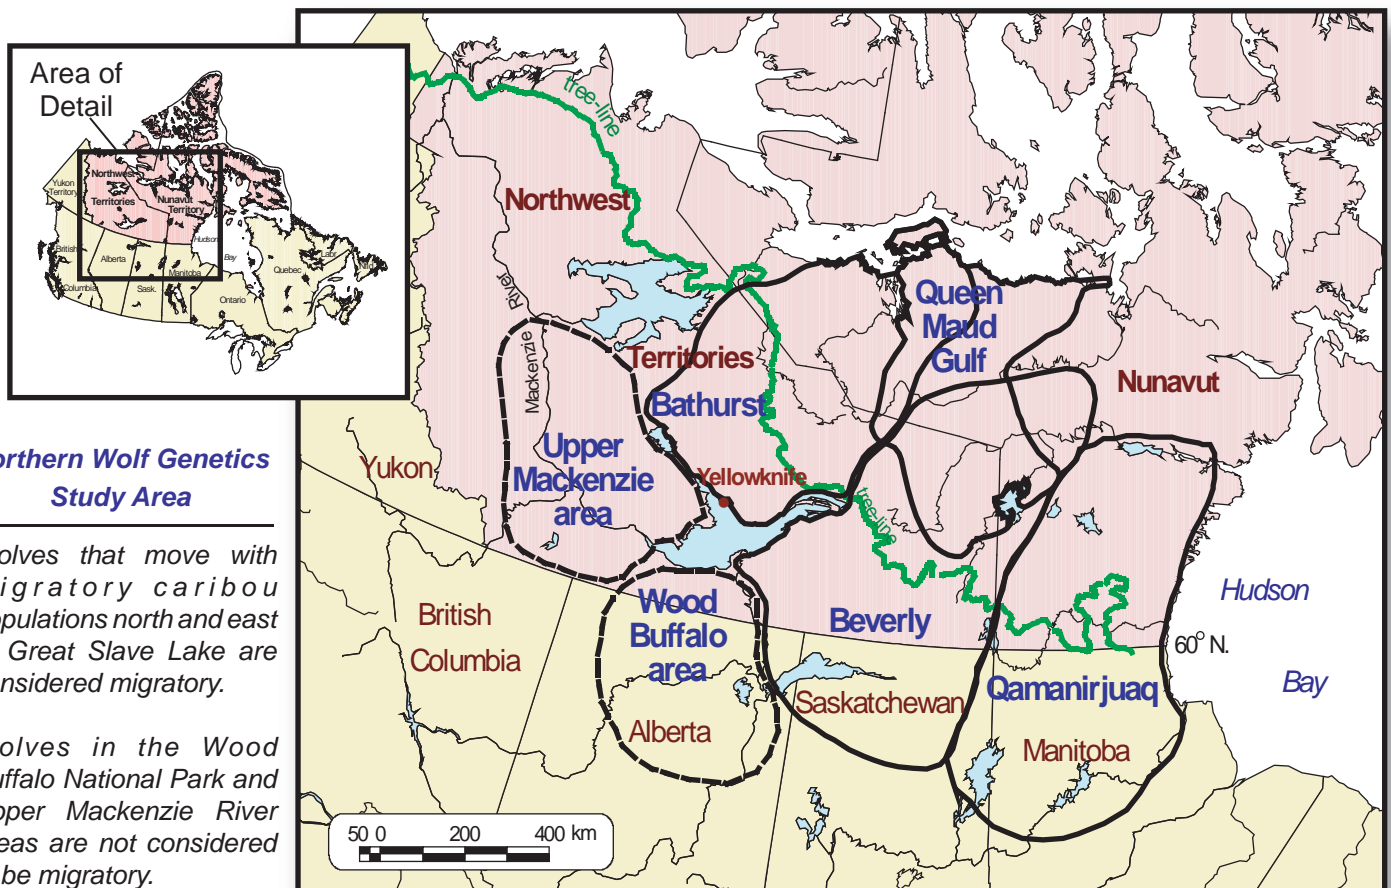 Area of
Detail
Yukon
Territory
Northwest
Territories
Nunavut
Territory
British
Columbia
Alberta
Sask.
Manitoba
Hudson
Bay
Ontario
Quebec
Labr.
Nfld.
orthern Wolf Genetics
Study Area
olves that move with
igratory caribou
opulations north and east
Great Slave Lake are
nsidered migratory.
olves in the Wood
uffalo National Park and
pper Mackenzie River
eas are not considered
be migratory.
tree-line
Northwest
River
Mackenzie
Territories
Bathurst
Queen
Maud
Gulf
Nunavut
Yukon
Upper
Mackenzie
area
Yellowknife
tree-line
British
Columbia
Wood
Buffalo
area
Beverly
Hudson
Bay
60° N.
Qamanirjuaq
Saskatchewan
Alberta
Manitoba
50 0 200 400 km